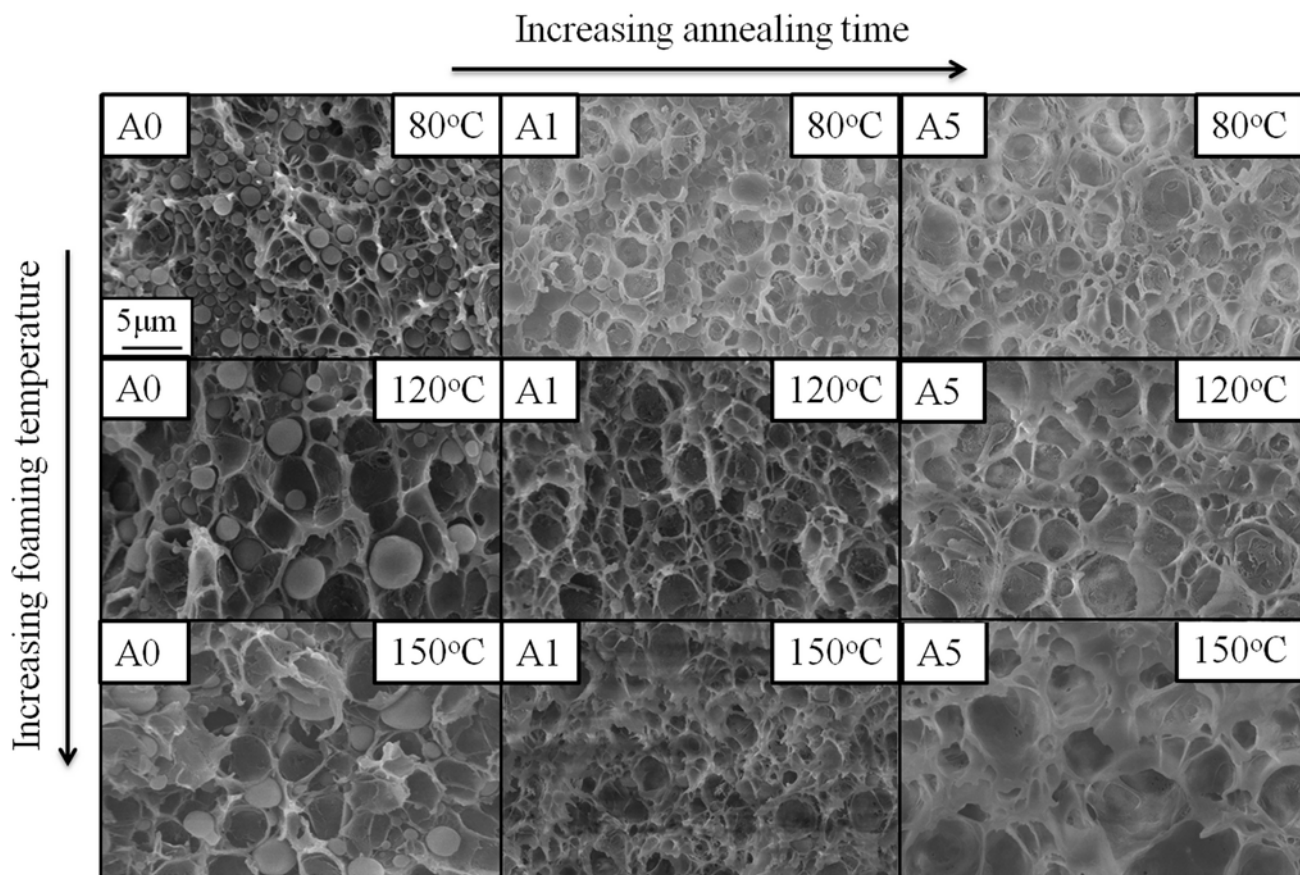 Increasing annealing time
A0 80°C A1 80°C A5 80°C
5µm
A0 120°C A1 120°C A5 120°C
A0 150°C A1 150°C A5 150°C
Increasing foaming temperature